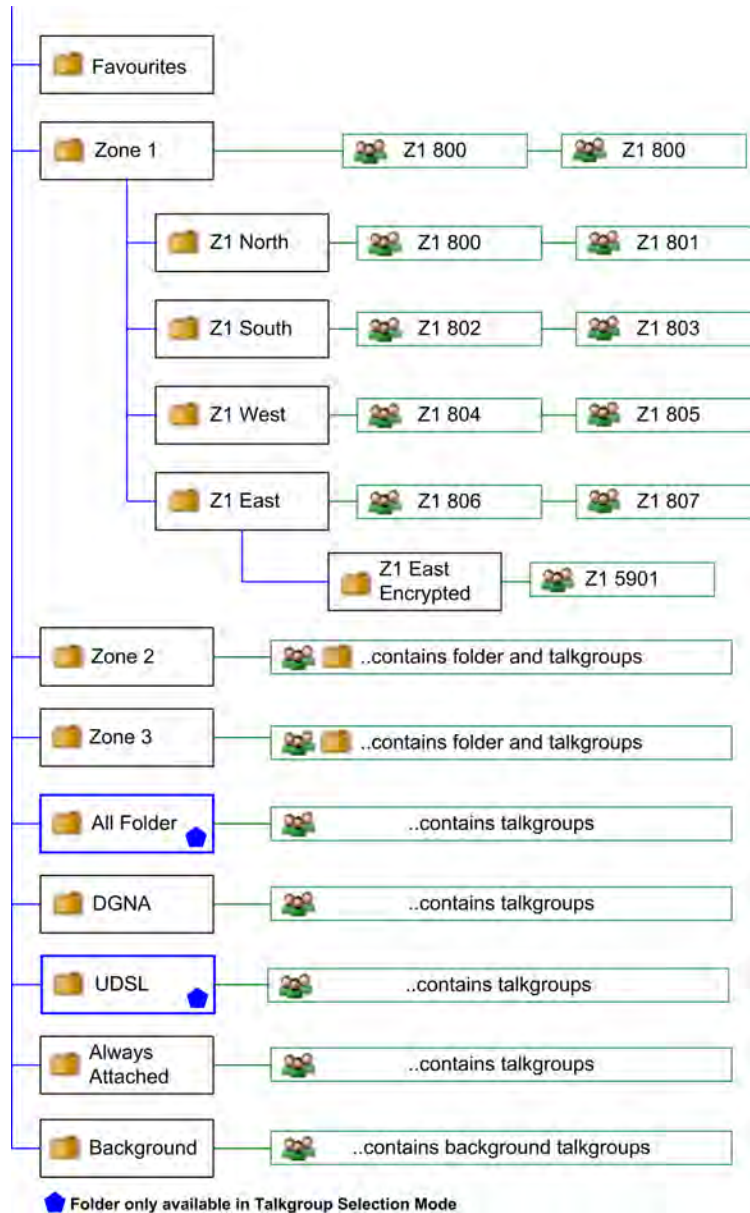 Favourites
Zone 1
Z1 800
Z1 800
Z1 North
Z1 800
Z1 801
Z1 South
Z1 802
Z1 803
Z1 West
Z1 804
Z1 805
Z1 East
Z1 806
Z1 807
Z1 East
Encrypted
Z1 5901
Zone 2
..contains folder and talkgroups
Zone 3
..contains folder and talkgroups
All Folder
..contains talkgroups
DGNA
..contains talkgroups
UDSL
..contains talkgroups
Always
Attached
..contains talkgroups
Background
..contains background talkgroups
Folder only available in Talkgroup Selection Mode